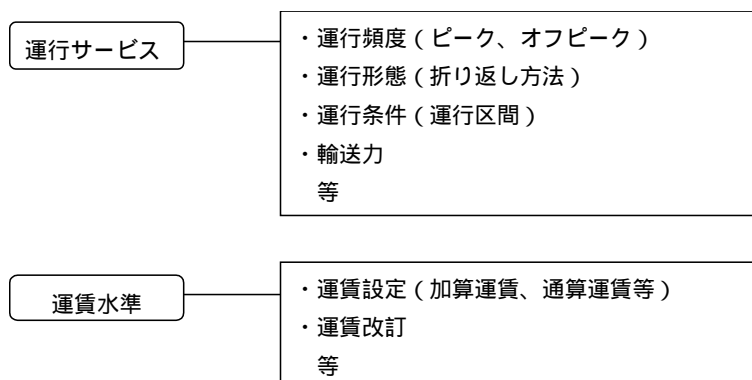 運行サービス
・運行頻度（ピーク、オフピーク）
・運行形態（折り返し方法）
・運行条件（運行区間）
・輸送力
等
運賃水準
・運賃設定（加算運賃、通算運賃等）
・運賃改訂
等